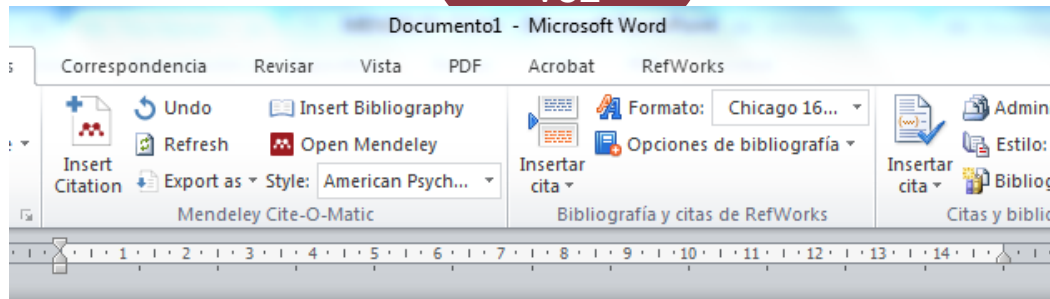 Documento1 - Microsoft Word
s Correspondencia Revisar Vista PDF Acrobat RefWorks
Insert Citation
Undo
Refresh
Export as
Insert Bibliography
Open Mendeley
Style: American Psych...
Mendeley Cite-O-Matic
Insertar cita
Formato: Chicago 16...
Opciones de bibliografía
Bibliografía y citas de RefWorks
Insertar cita
Admin
Estilo:
Bibliog
Citas y biblio
1 2 3 4 5 6 7 8 9 10 11 12 13 14